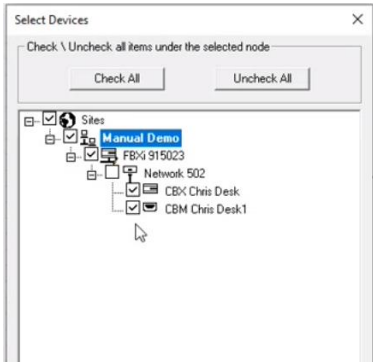 Select Devices
Check \ Uncheck all items under the selected node
Check All
Uncheck All
Sites
Manual Demo
FBXi 915023
Network 502
CBX Chris Desk
CBM Chris Desk1